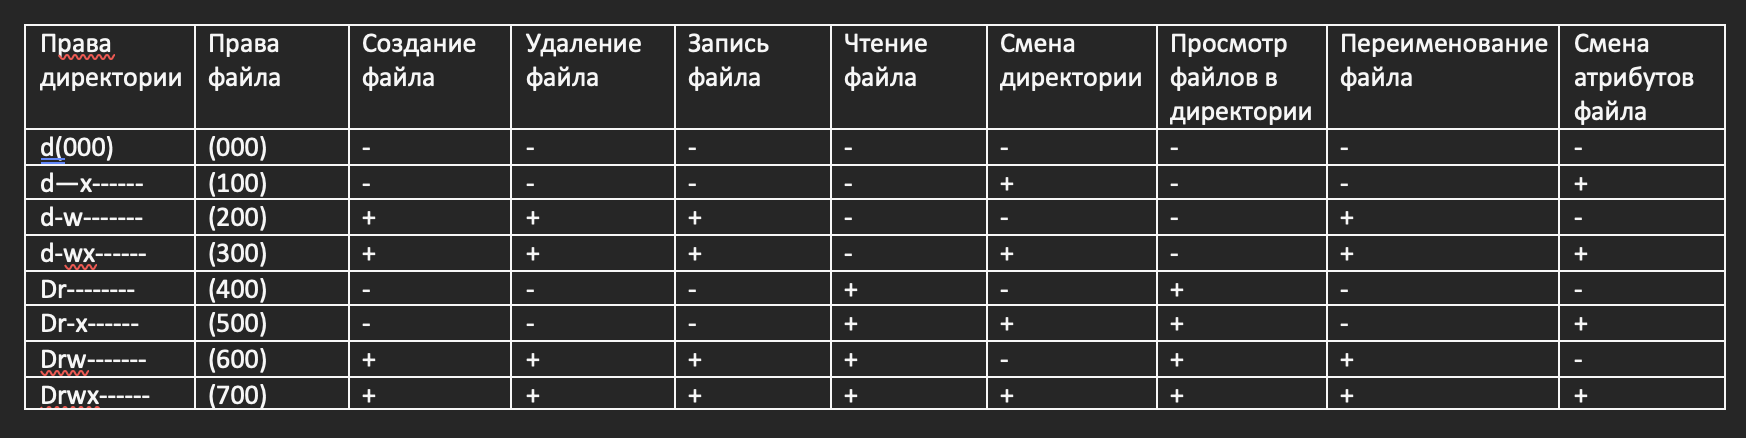 Права директории | Права файла | Создание файла | Удаление файла | Запись файла | Чтение файла | Смена директории | Просмотр файлов в директории | Переименование файла | Смена атрибутов файла
d(000) | (000) | - | - | - | - | - | - | - | -
d—x------ | (100) | - | - | - | - | + | - | - | +
d-w------- | (200) | + | + | + | - | - | - | + | -
d-wx------ | (300) | + | + | + | - | + | - | + | +
Dr-------- | (400) | - | - | - | + | - | + | - | -
Dr-x------ | (500) | - | - | - | + | + | + | - | +
Drw------- | (600) | + | + | + | + | - | + | + | -
Drwx------ | (700) | + | + | + | + | + | + | + | +